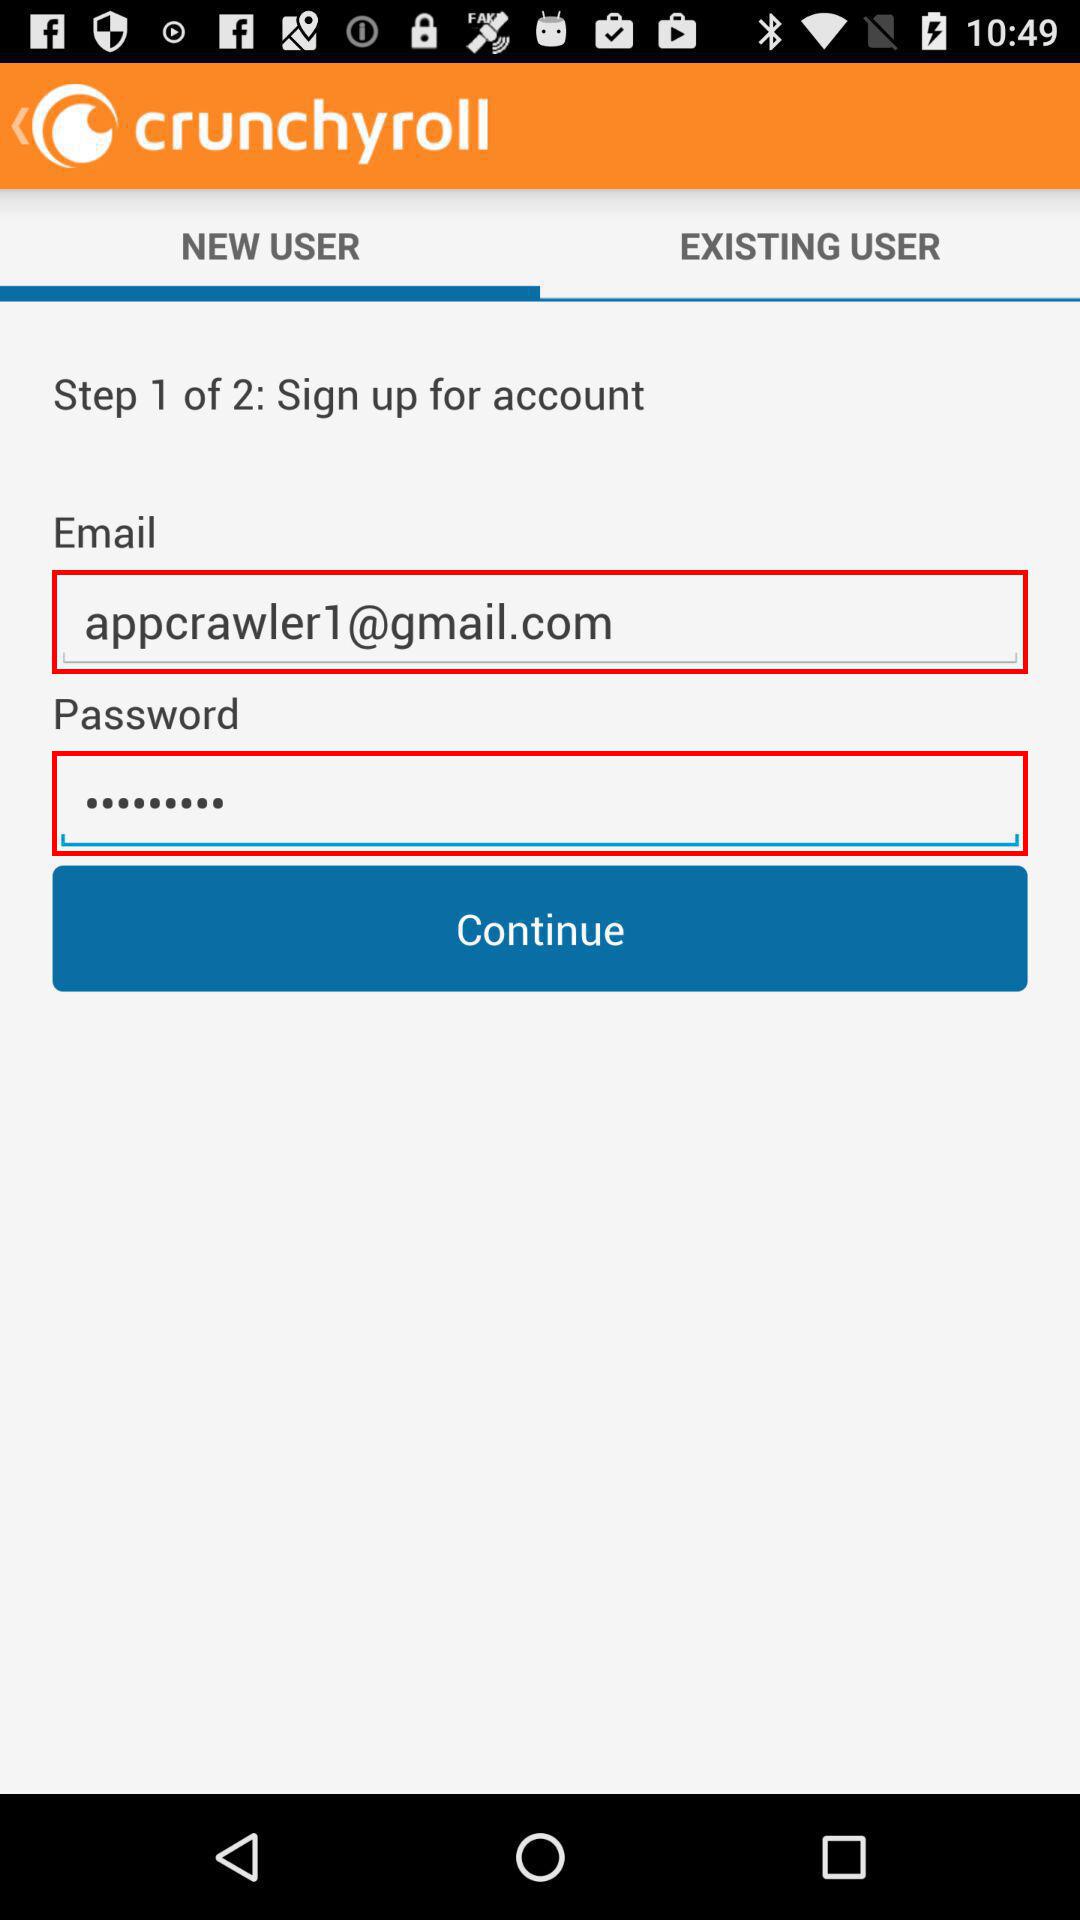 FAKE
10:49
crunchyroll
NEW USER
EXISTING USER
Step 1 of 2: Sign up for account
Email
appcrawler1@gmail.com
Password
•••••••••
Continue